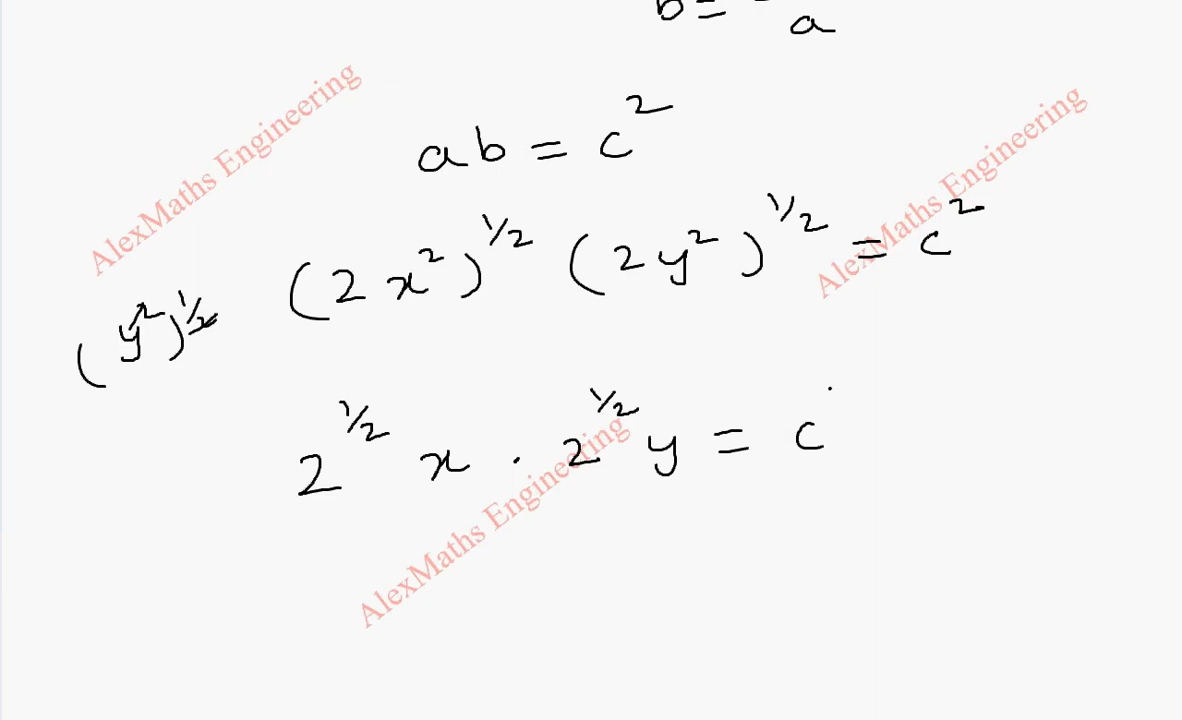 b =
a
ab = c²
(2x²)^1/2 (2y²)^1/2 = c²
(y²)^1/2
2^1/2 x . 2^1/2 y = c
AlexMaths Engineering
AlexMaths Engineering
AlexMaths Engineering